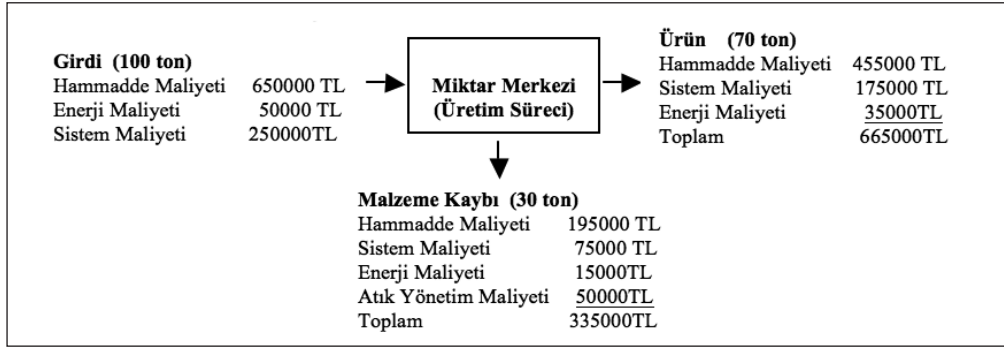 Girdi (100 ton)
Hammadde Maliyeti 650000 TL
Enerji Maliyeti 50000 TL
Sistem Maliyeti 250000TL
Miktar Merkezi
(Üretim Süreci)
Ürün (70 ton)
Hammadde Maliyeti 455000 TL
Sistem Maliyeti 175000 TL
Enerji Maliyeti 35000TL
Toplam 665000TL
Malzeme Kaybı (30 ton)
Hammadde Maliyeti 195000 TL
Sistem Maliyeti 75000 TL
Enerji Maliyeti 15000TL
Atık Yönetim Maliyeti 50000TL
Toplam 335000TL